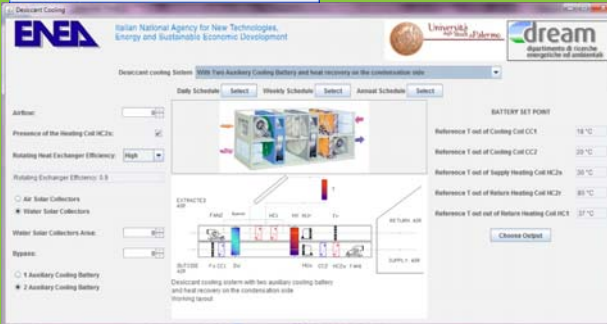 Desiccant Cooling
ENEA
Italian National Agency for New Technologies,
Energy and Sustainable Economic Development
Università
di Palermo
dream
dipartimento di ricerche
energetiche ed ambientali
Desiccant cooling Sistem With Two Auxiliary Cooling Battery and heat recovery on the condensation side
Daily Schedule Select Weekly Schedule Select Annual Schedule Select
Airflow: 0
Presence of the Heating Coil HC2s:
Rotating Heat Exchanger Efficiency: High
Rotating Exchanger Efficiency: 0.8
Air Solar Collectors
Water Solar Collectors
Water Solar Collectors Area: 0
Bypass: 0
1 Auxiliary Cooling Battery
2 Auxiliary Cooling Battery
EXTRACTED
AIR
RETURN AIR
SUPPLY AIR
OUTSIDE
AIR
Desiccant cooling sistem with two auxiliary cooling battery
and heat recovery on the condensation side
Working layout
BATTERY SET POINT
Reference T out of Cooling Coil CC1 18 °C
Reference T out of Cooling Coil CC2 20 °C
Reference T out of Supply Heating Coil HC2s 30 °C
Reference T out of Return Heating Coil HC2r 80 °C
Reference T out out of Return Heating Coil HC1 37 °C
Choose Output